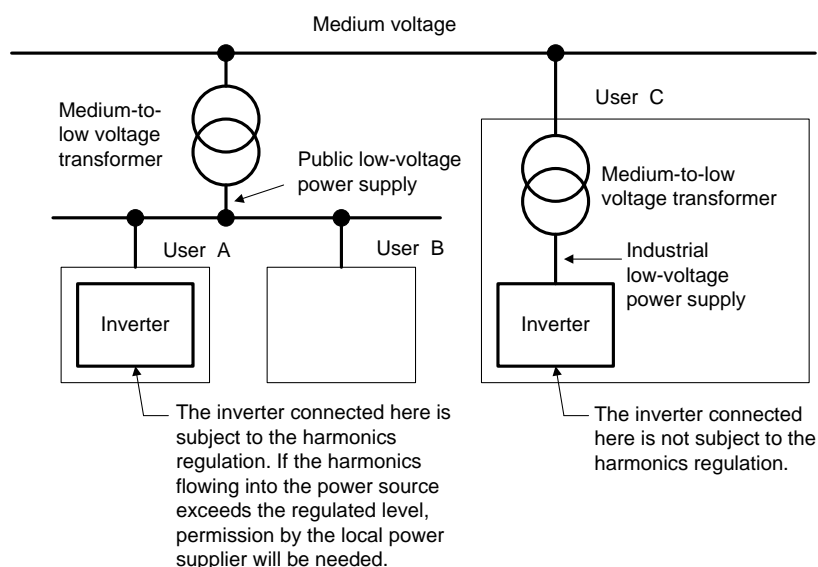 Medium voltage
Medium-to-
low voltage
transformer
Public low-voltage
power supply
User A
User B
Inverter
The inverter connected here is
subject to the harmonics
regulation. If the harmonics
flowing into the power source
exceeds the regulated level,
permission by the local power
supplier will be needed.
User C
Medium-to-low
voltage transformer
Industrial
low-voltage
power supply
Inverter
The inverter connected
here is not subject to the
harmonics regulation.